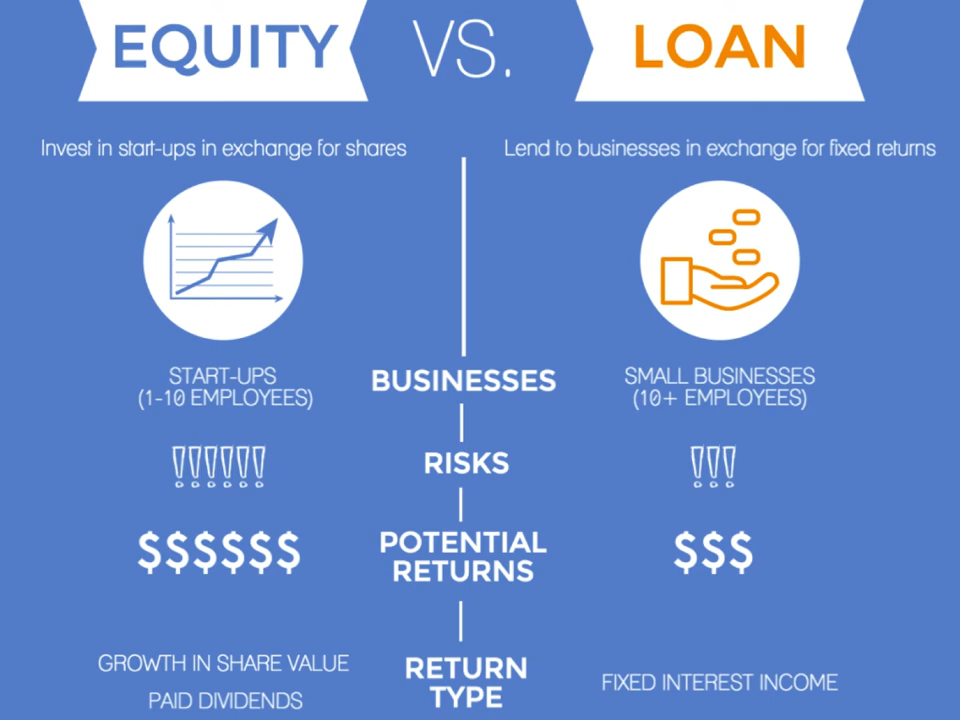 EQUITY VS. LOAN
Invest in start-ups in exchange for shares
Lend to businesses in exchange for fixed returns
START-UPS
(1-10 EMPLOYEES)
BUSINESSES
SMALL BUSINESSES
(10+ EMPLOYEES)
!!!!!!
RISKS
!!!
$$$$$$
POTENTIAL
RETURNS
$$$
GROWTH IN SHARE VALUE
PAID DIVIDENDS
RETURN
TYPE
FIXED INTEREST INCOME